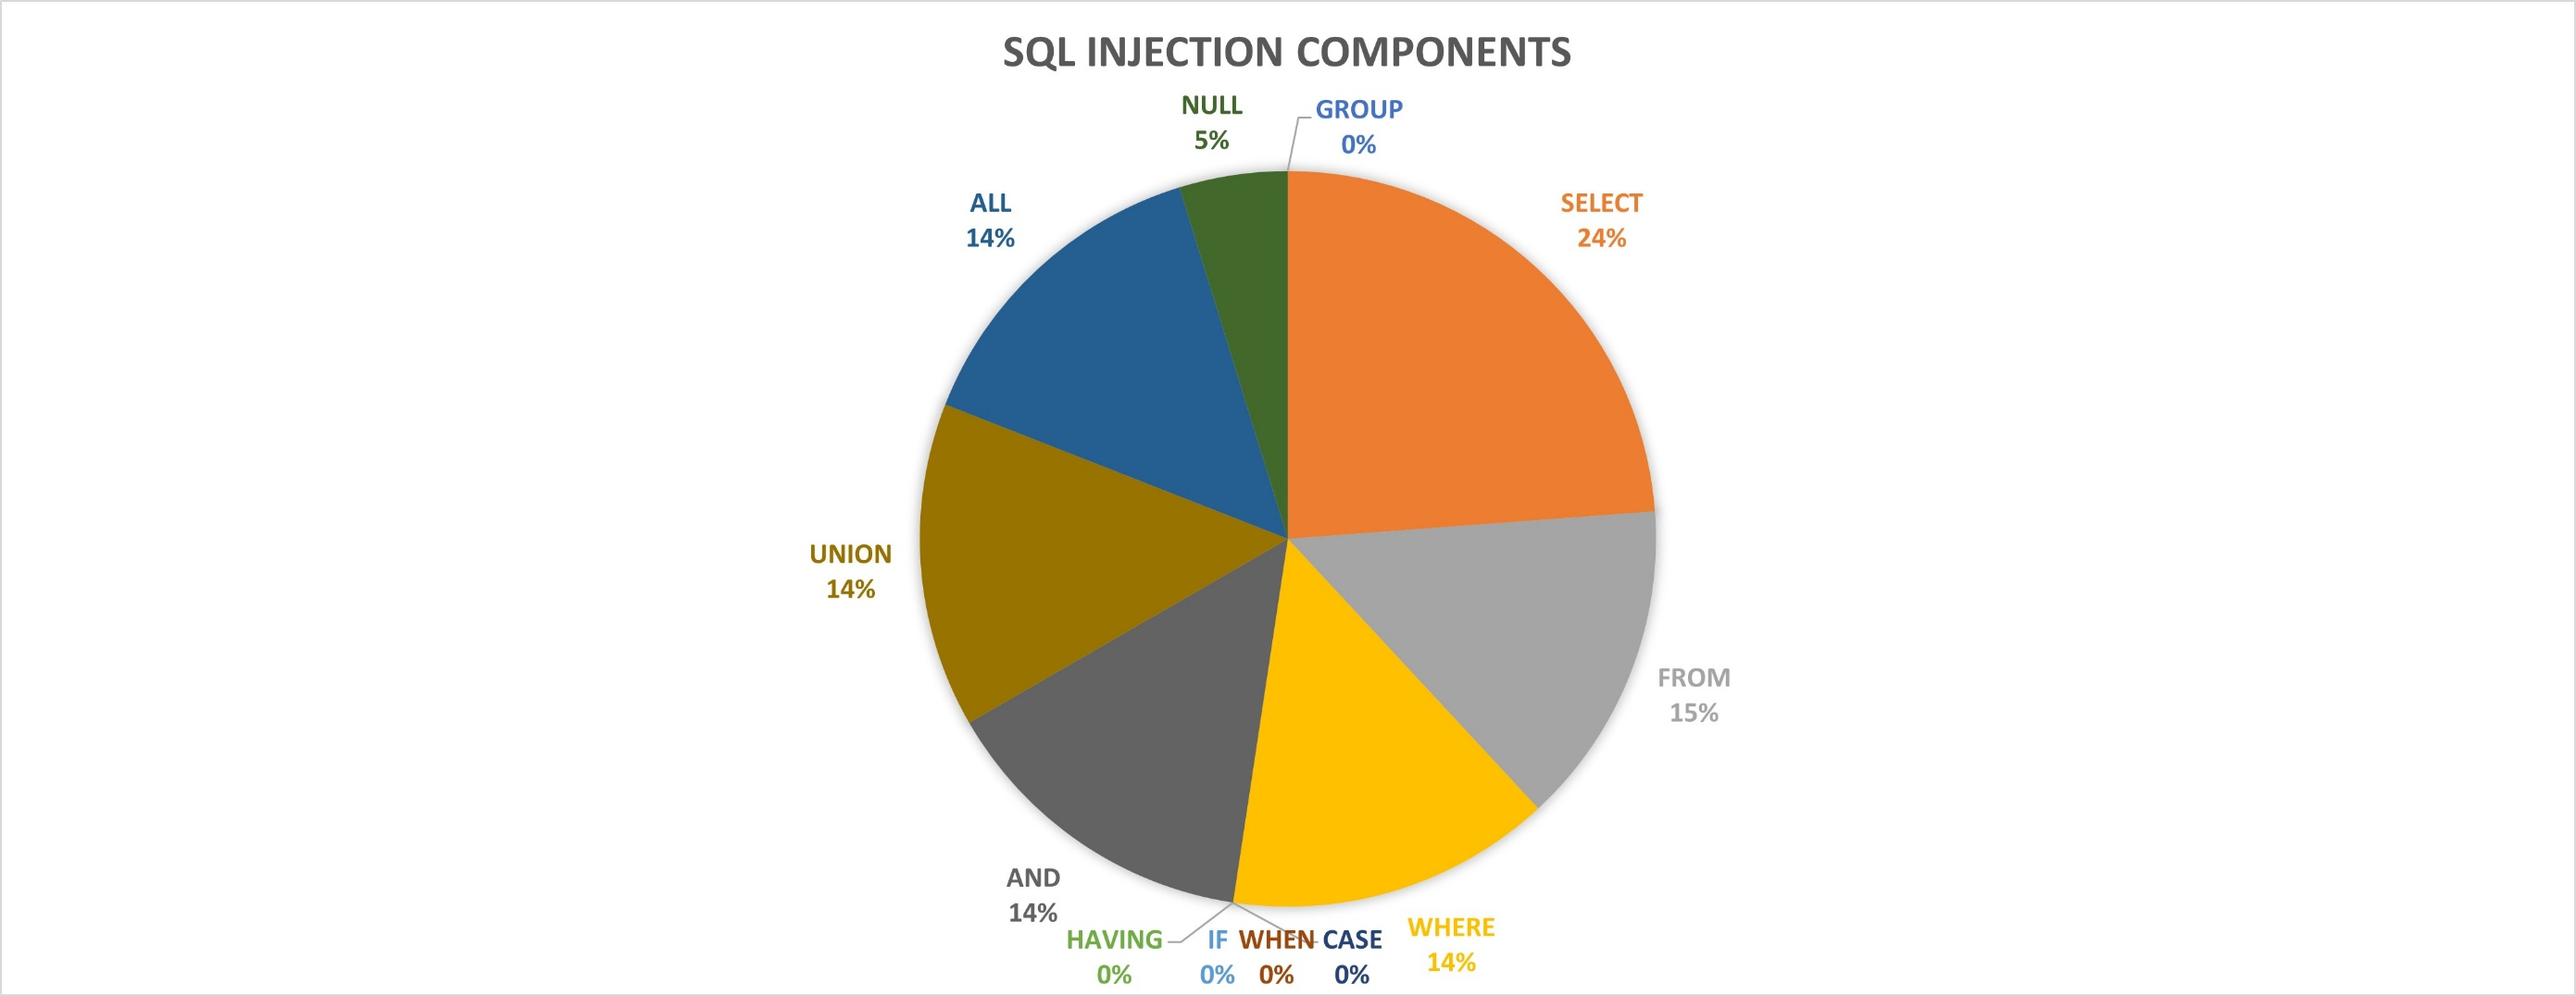 SQL INJECTION COMPONENTS
NULL
5%
GROUP
0%
SELECT
24%
ALL
14%
UNION
14%
FROM
15%
AND
14%
WHERE
14%
HAVING
0%
IF
0%
WHEN
0%
CASE
0%